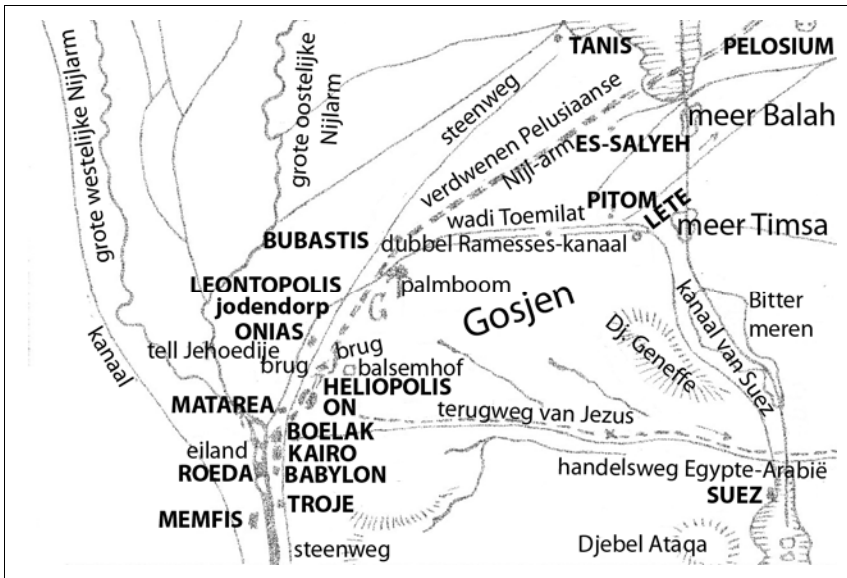 TANIS
PELOSIUM
grote westelijke Nijlarm
grote oostelijke
Nijlarm
steenweg
verdwenen Pelusiaanse
Nijl-arm
meer Balah
ES-SALYEH
PITOM
LETE
wadi Toemilat
meer Timsa
BUBASTIS
dubbel Ramesses-kanaal
LEONTOPOLIS
jodendorp
ONIAS
palmboom
Gosjen
kanaal van Suez
Bitter
meren
Dj. Geneffe
kanaal
tell Jehoedije
brug
brug
balsemhof
HELIOPOLIS
ON
MATAREA
terugweg van Jezus
BOELAK
eiland
KAIRO
ROEDA
BABYLON
handelsweg Egypte-Arabië
SUEZ
TROJE
MEMFIS
steenweg
Djebel Ataqa